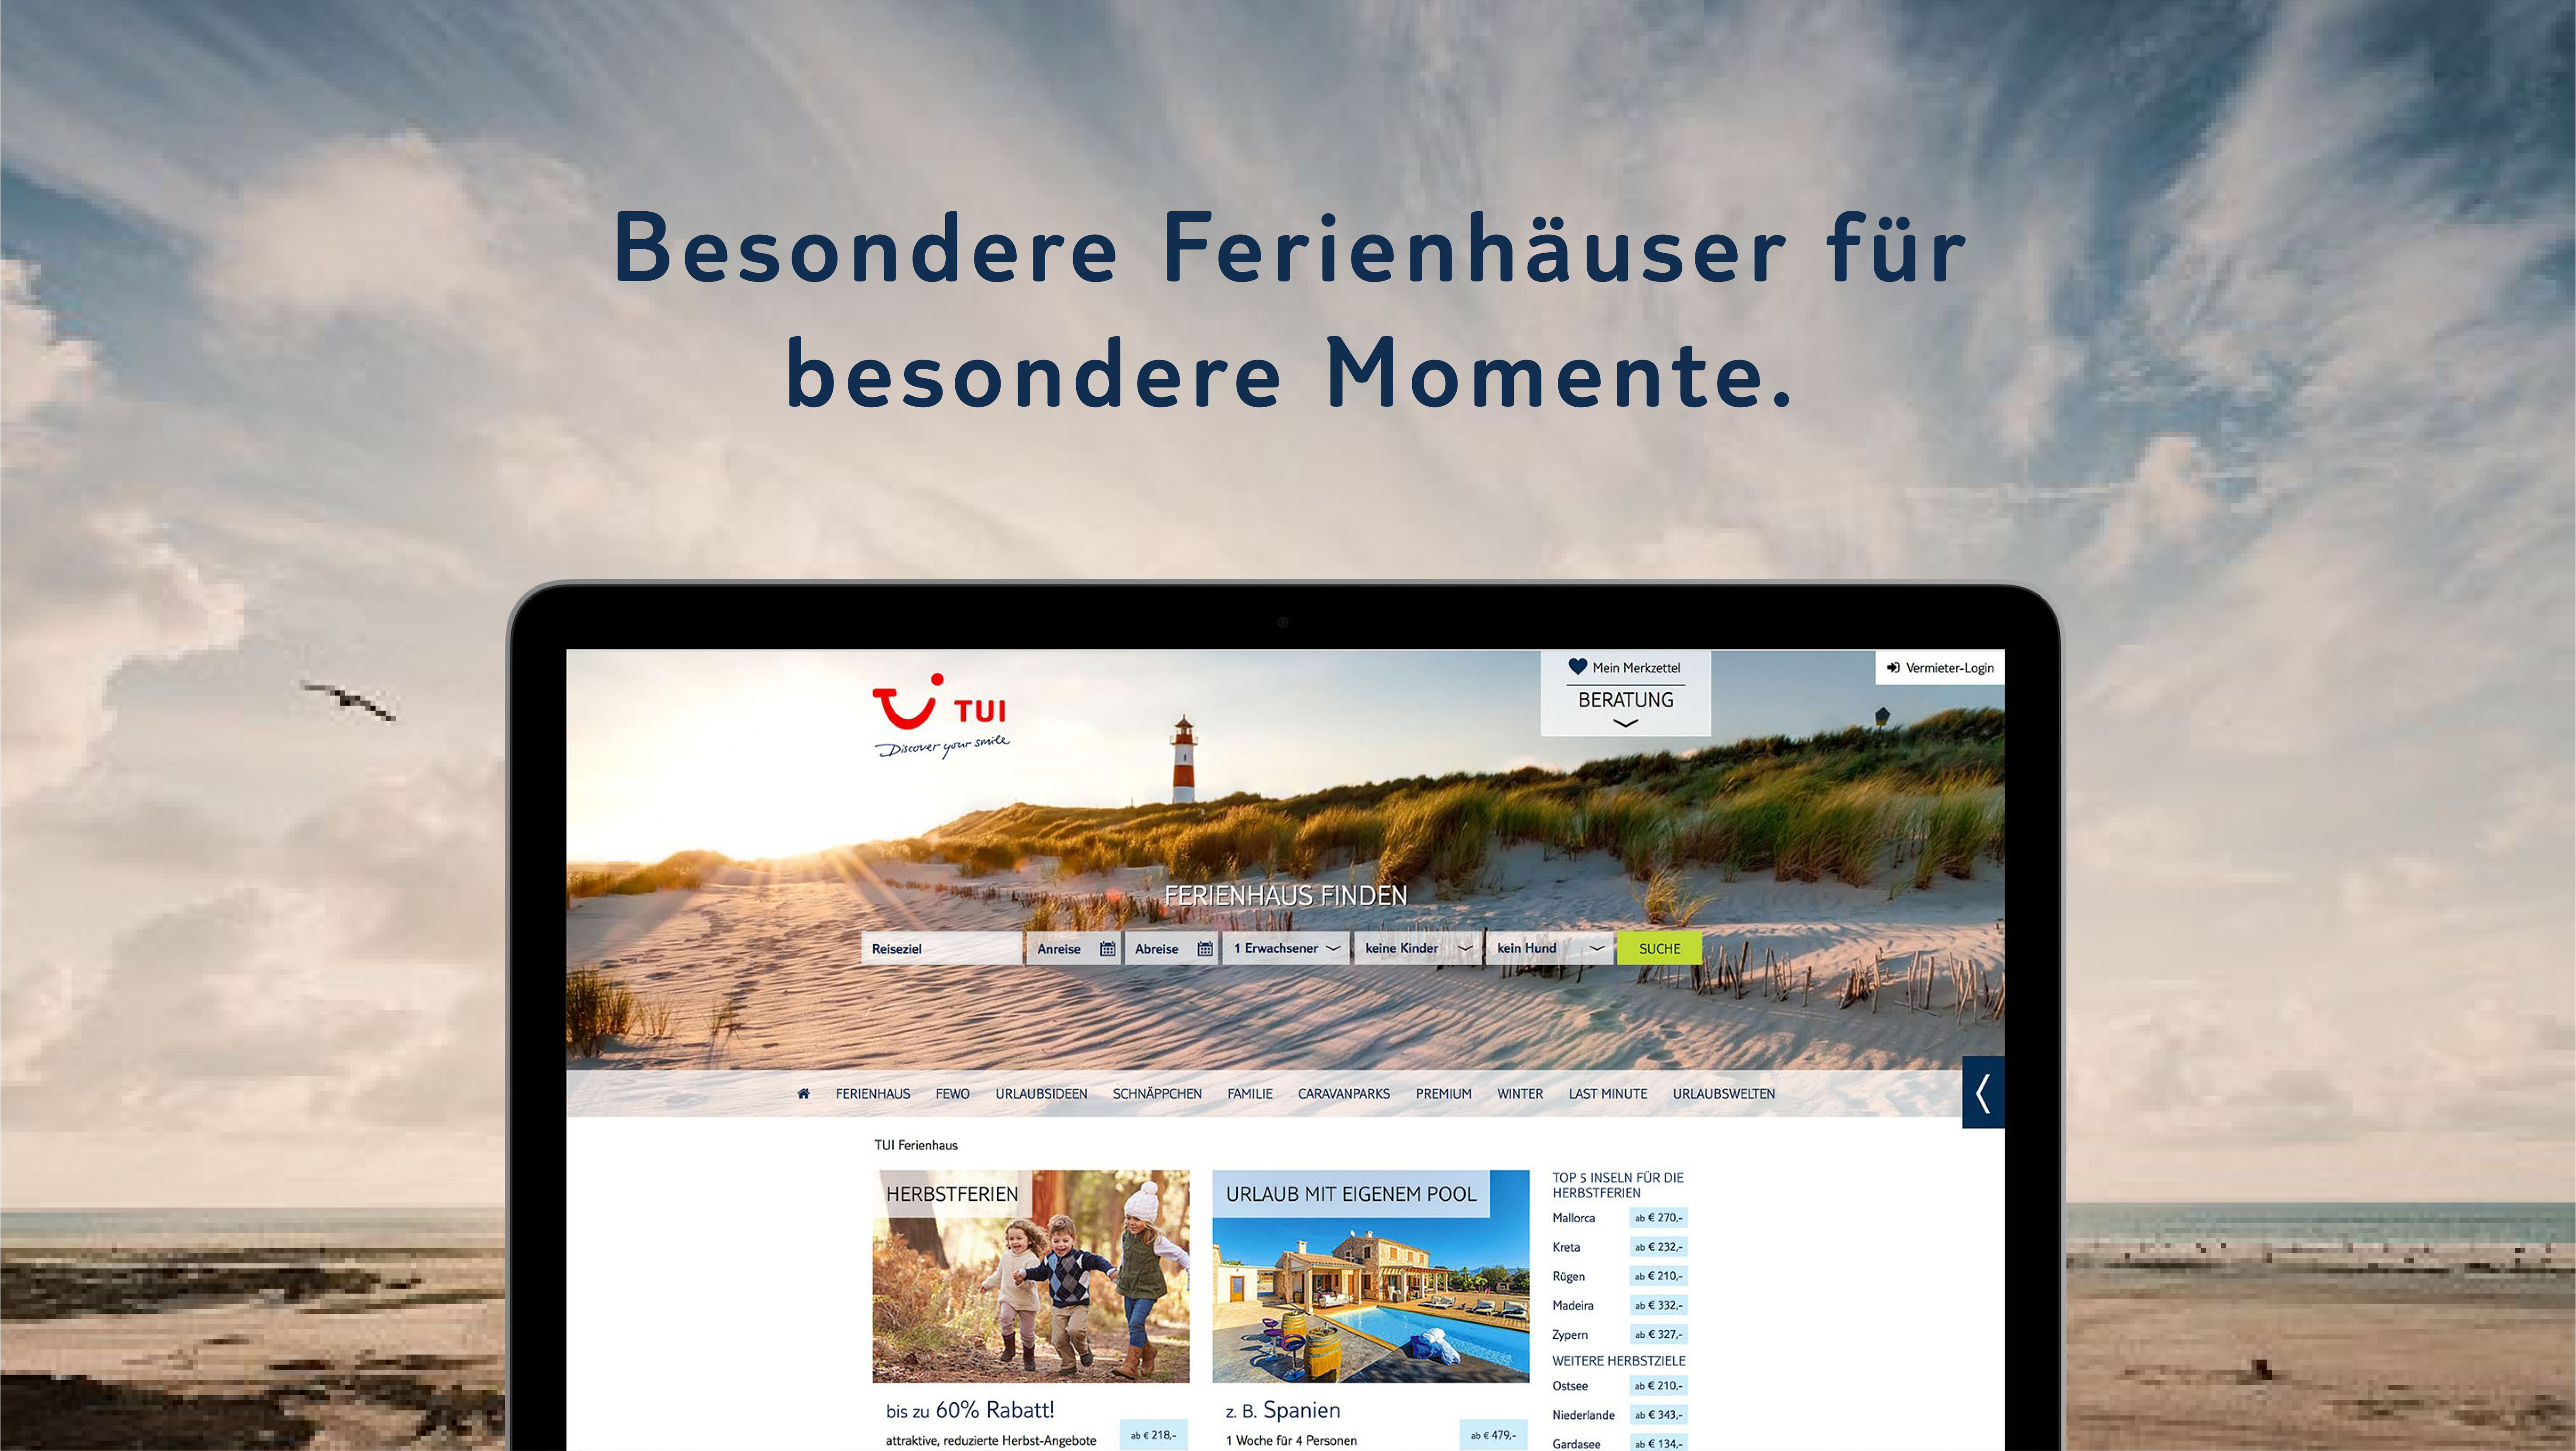 Besondere Ferienhäuser für
besondere Momente.
TUI
Discover your smile
Mein Merkzettel
BERATUNG
Vermieter-Login
FERIENHAUS FINDEN
Reiseziel
Anreise
Abreise
1 Erwachsener
keine Kinder
kein Hund
SUCHE
FERIENHAUS FEWO URLAUBSIDEEN SCHNÄPPCHEN FAMILIE CARAVANPARKS PREMIUM WINTER LAST MINUTE URLAUBSWELTEN
TUI Ferienhaus
HERBSTFERIEN
bis zu 60% Rabatt!
attraktive, reduzierte Herbst-Angebote
ab € 218,-
URLAUB MIT EIGENEM POOL
z. B. Spanien
1 Woche für 4 Personen
ab € 479,-
TOP 5 INSELN FÜR DIE
HERBSTFERIEN
Mallorca ab € 270,-
Kreta ab € 232,-
Rügen ab € 210,-
Madeira ab € 332,-
Zypern ab € 327,-
WEITERE HERBSTZIELE
Ostsee ab € 210,-
Niederlande ab € 343,-
Gardasee ab € 134,-